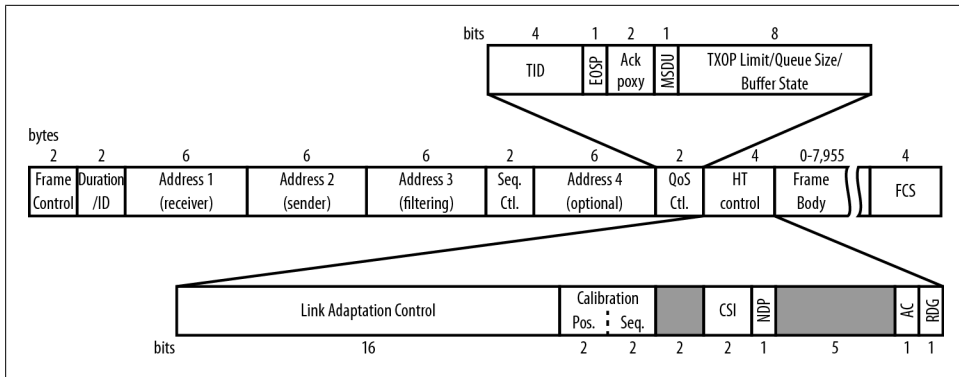 bits 4 1 2 1 8
TID EOSP Ack poxy MSDU TXOP Limit/Queue Size/ Buffer State
bytes
2 2 6 6 6 2 6 2 4 0-7,955 4
Frame Control Duration /ID Address 1 (receiver) Address 2 (sender) Address 3 (filtering) Seq. Ctl. Address 4 (optional) QoS Ctl. HT control Frame Body FCS
Link Adaptation Control Calibration Pos. Seq. CSI NDP AC RDG
bits 16 2 2 2 2 1 5 1 1